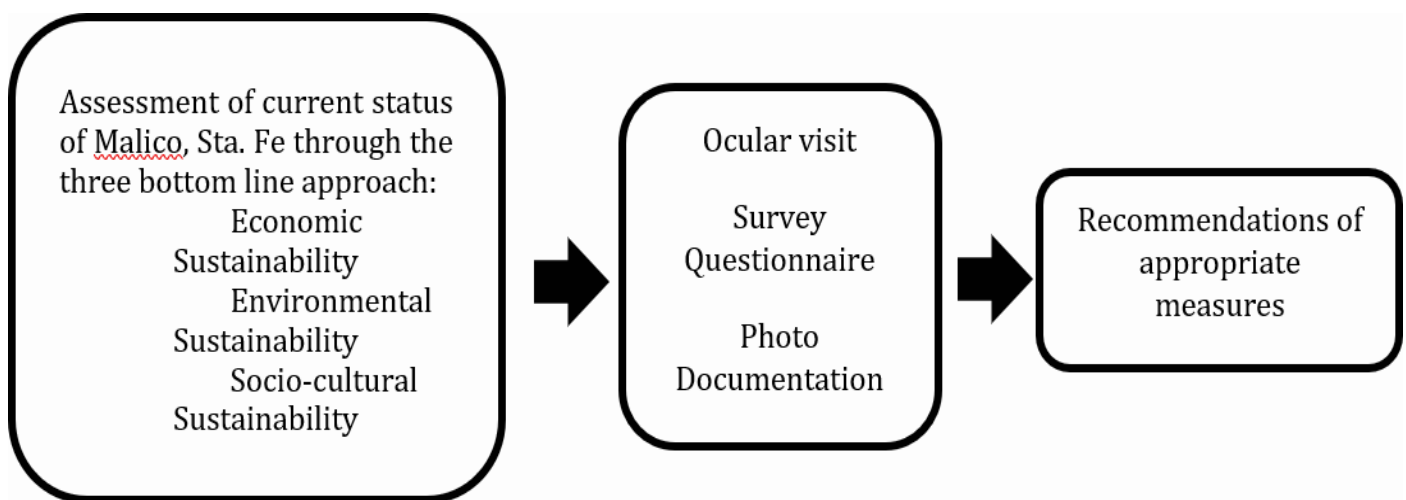 Assessment of current status
of Malico, Sta. Fe through the
three bottom line approach:
Economic
Sustainability
Environmental
Sustainability
Socio-cultural
Sustainability
Ocular visit
Survey
Questionnaire
Photo
Documentation
Recommendations of
appropriate
measures